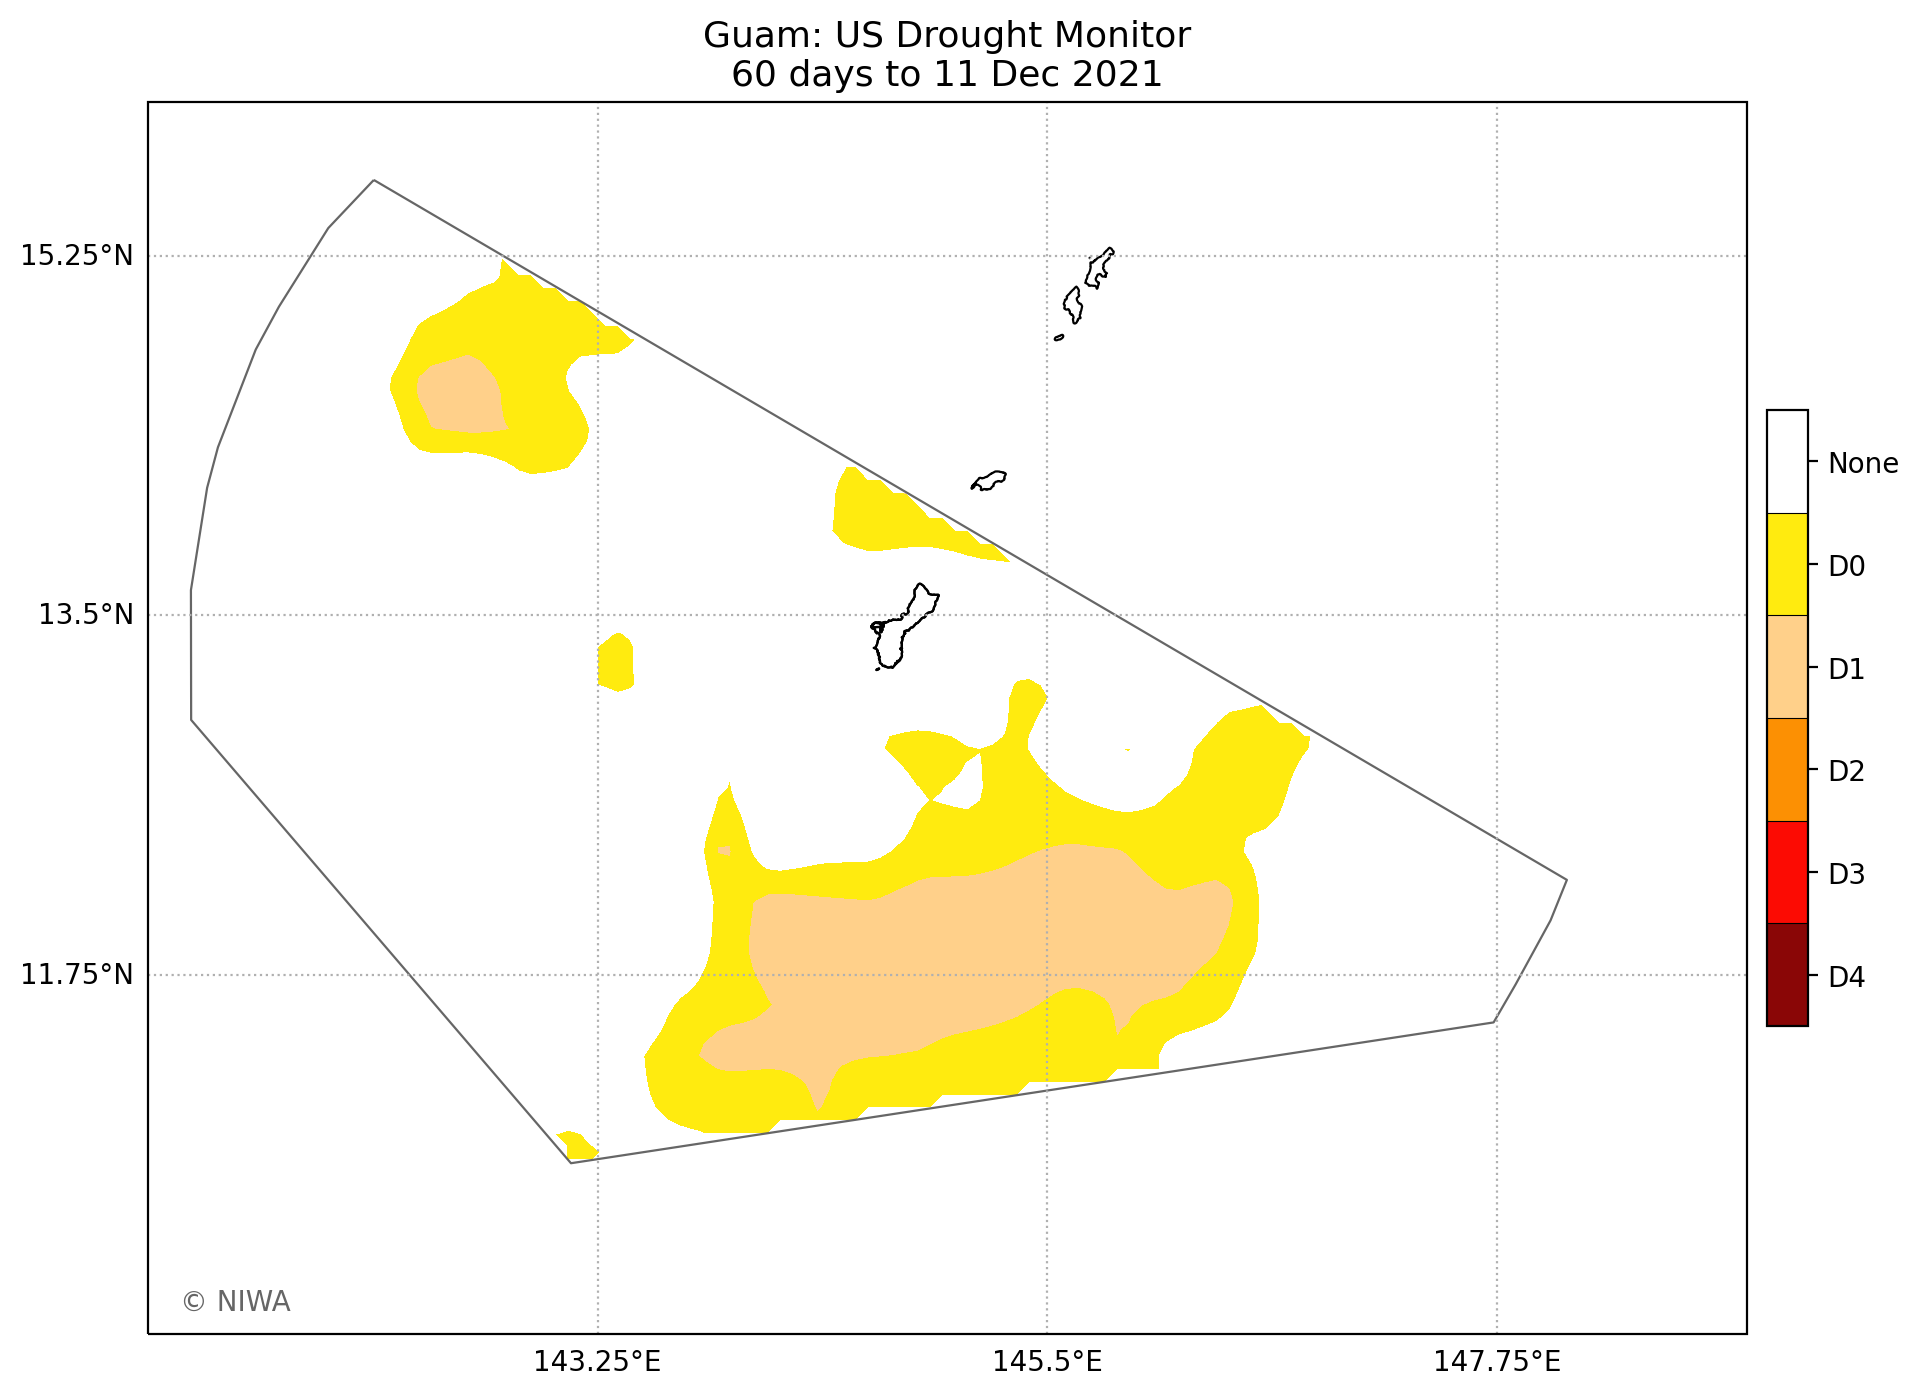 Guam: US Drought Monitor
60 days to 11 Dec 2021
15.25°N
13.5°N
11.75°N
143.25°E
145.5°E
147.75°E
None
D0
D1
D2
D3
D4
© NIWA